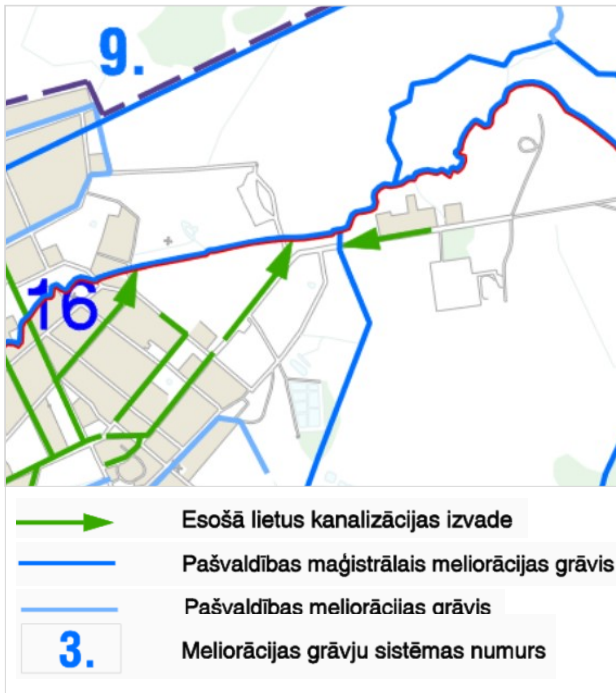 9.
16
Esošā lietus kanalizācijas izvade
Pašvaldības maģistrālais meliorācijas grāvis
Pašvaldības meliorācijas grāvis
3.
Meliorācijas grāvju sistēmas numurs